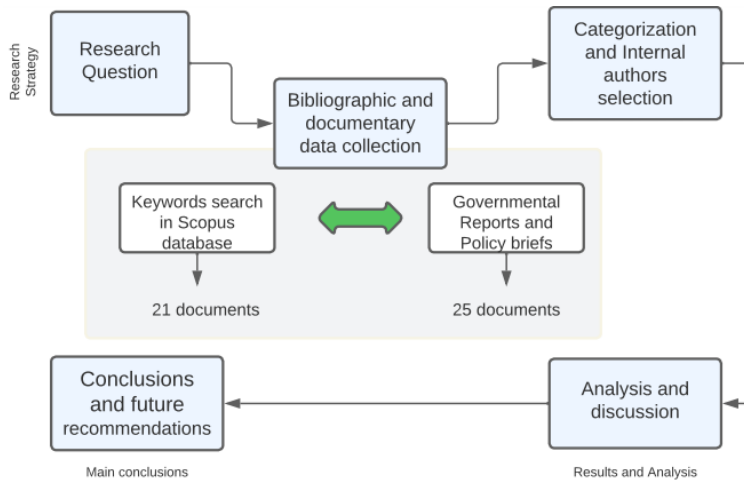 Research
Strategy
Research
Question
Bibliographic and
documentary
data collection
Categorization
and Internal
authors
selection
Keywords search
in Scopus
database
Governmental
Reports and
Policy briefs
21 documents
25 documents
Conclusions
and future
recommendations
Analysis and
discussion
Main conclusions
Results and Analysis